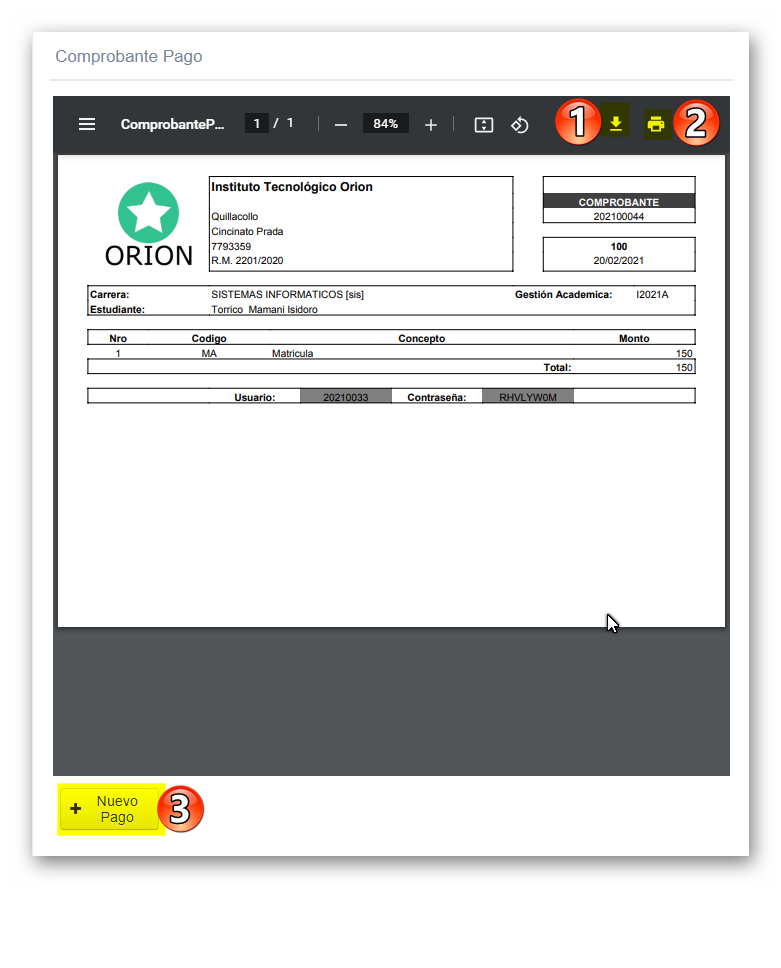 Comprobante Pago
ComprobanteP... 1 / 1 84% 1 2
Instituto Tecnológico Orion
Quillacollo
Cincinato Prada
7793359
R.M. 2201/2020
ORION
COMPROBANTE
202100044
100
20/02/2021
Carrera: SISTEMAS INFORMATICOS [sis] Gestión Academica: I2021A
Estudiante: Torrico Mamani Isidoro
Nro Codigo Concepto Monto
1 MA Matricula 150
Total: 150
Usuario: 20210033 Contraseña: RHVLYW0M
+ Nuevo
Pago
3